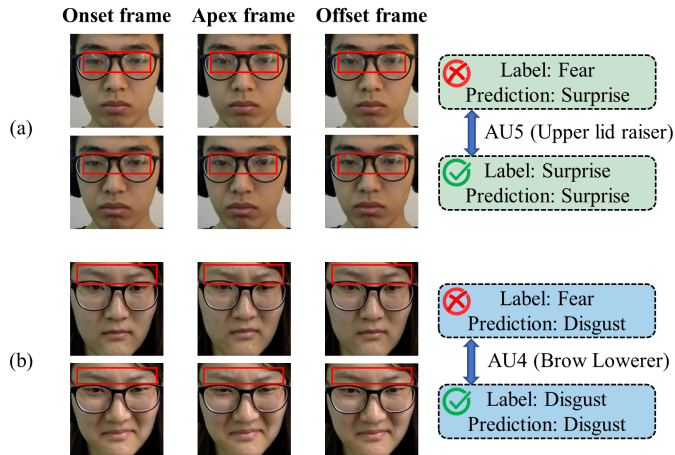 Onset frame Apex frame Offset frame
(a)
Label: Fear
Prediction: Surprise
AU5 (Upper lid raiser)
Label: Surprise
Prediction: Surprise
(b)
Label: Fear
Prediction: Disgust
AU4 (Brow Lowerer)
Label: Disgust
Prediction: Disgust